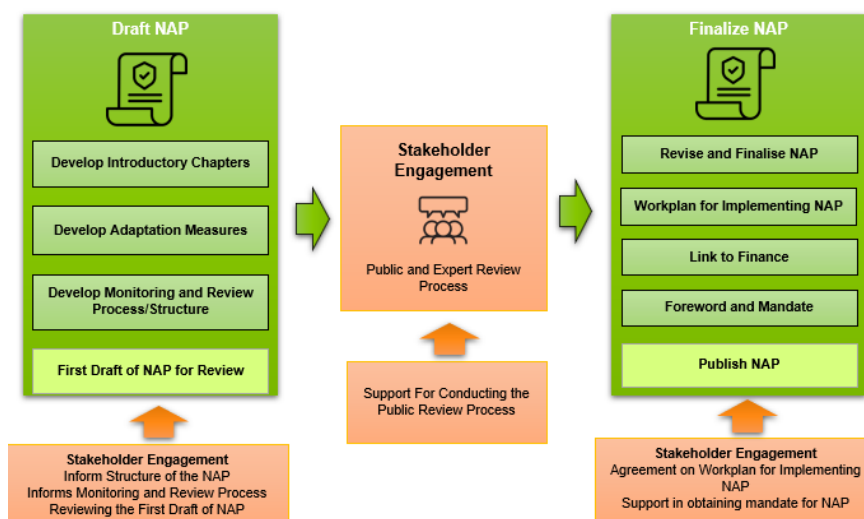 Draft NAP
Develop Introductory Chapters
Develop Adaptation Measures
Develop Monitoring and Review
Process/Structure
First Draft of NAP for Review
Stakeholder Engagement
Inform Structure of the NAP
Informs Monitoring and Review Process
Reviewing the First Draft of NAP
Stakeholder
Engagement
Public and Expert Review
Process
Support For Conducting the
Public Review Process
Finalize NAP
Revise and Finalise NAP
Workplan for Implementing NAP
Link to Finance
Foreword and Mandate
Publish NAP
Stakeholder Engagement
Agreement on Workplan for Implementing
NAP
Support in obtaining mandate for NAP